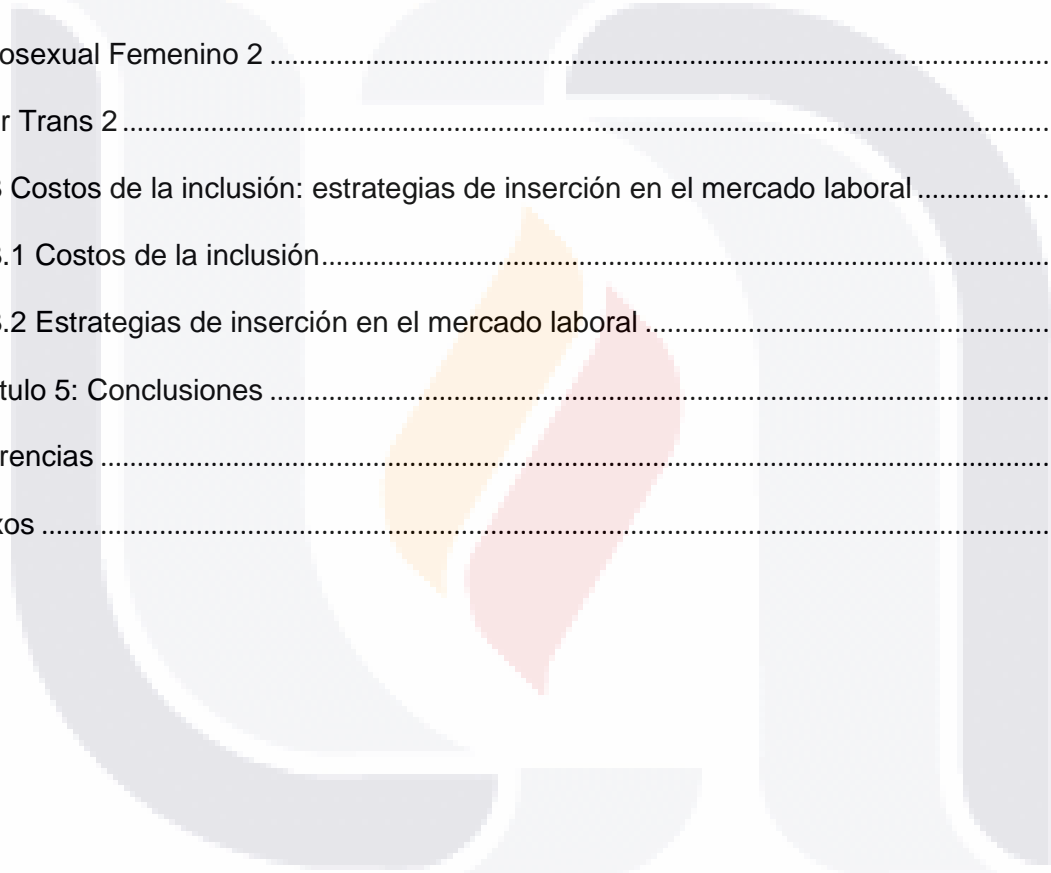 osexual Femenino 2 ....................................................................................................
r Trans 2 ....................................................................................................
Costos de la inclusión: estrategias de inserción en el mercado laboral ..................
.1 Costos de la inclusión ....................................................................................................
.2 Estrategias de inserción en el mercado laboral ......................................................
tulo 5: Conclusiones ....................................................................................................
rencias ....................................................................................................
xos ....................................................................................................